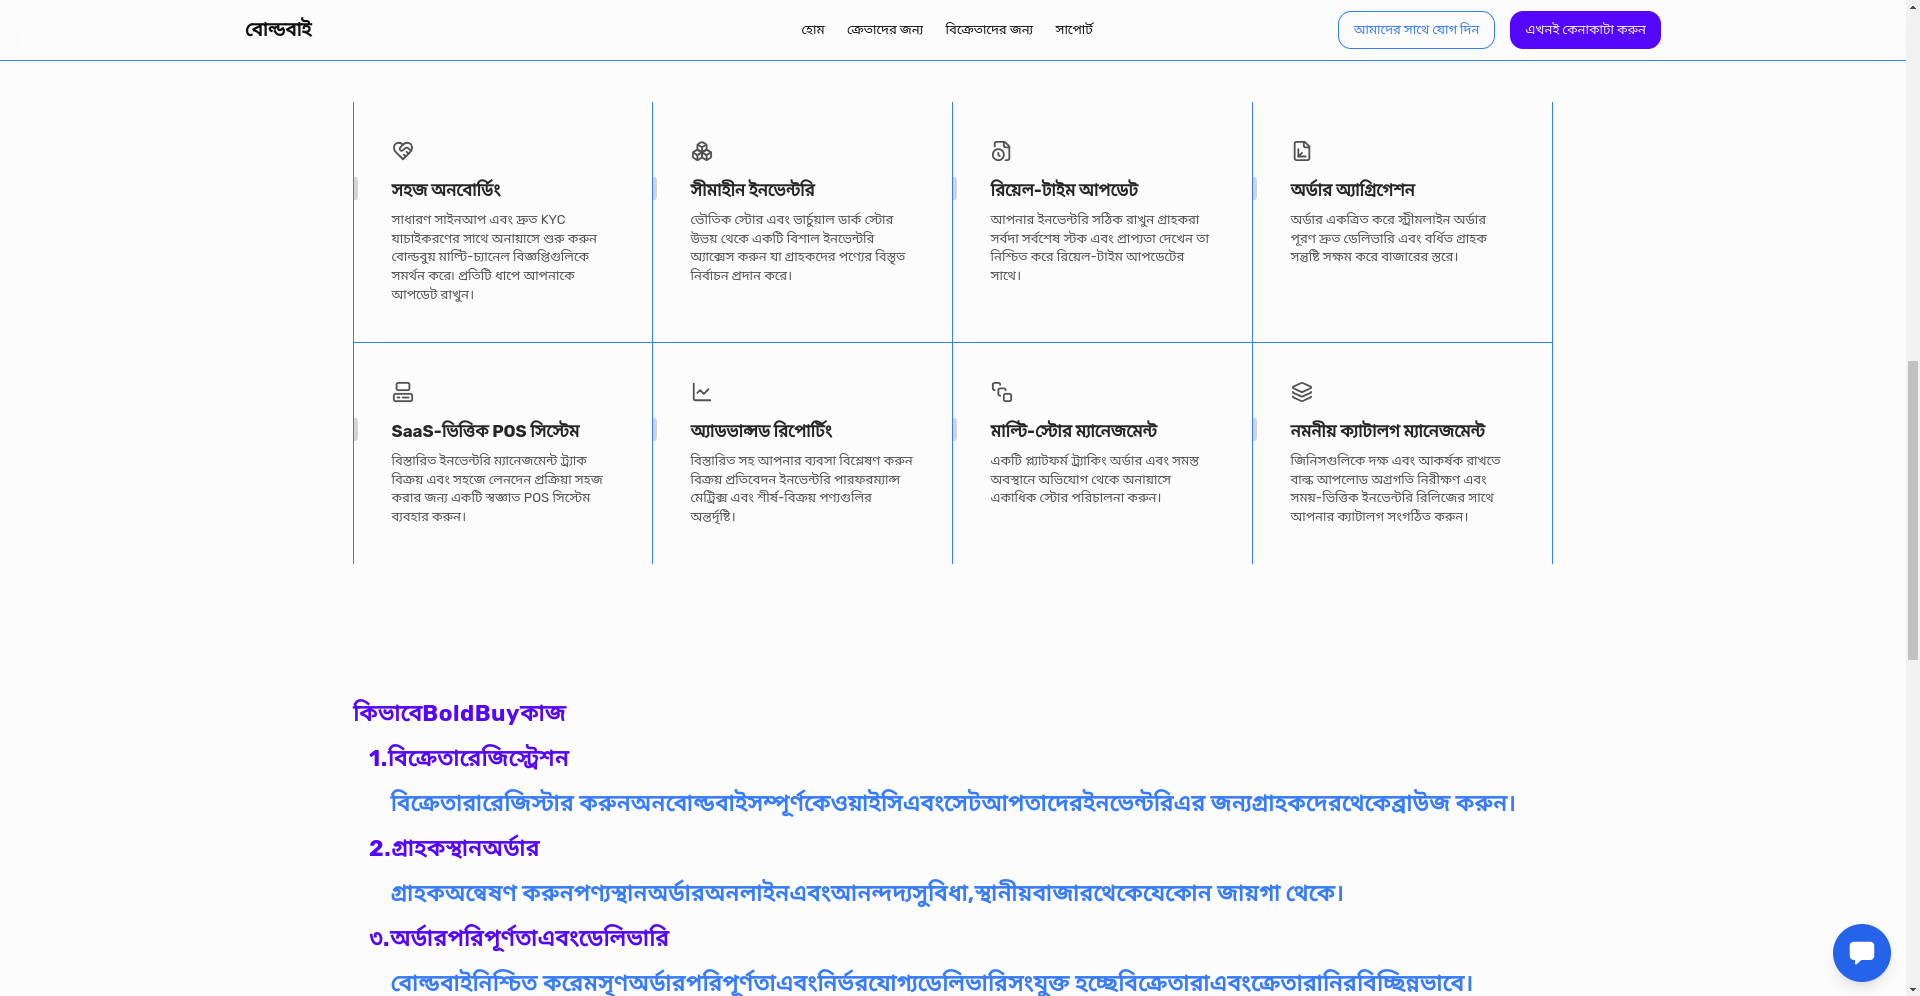 বোল্ডবাই
হোম
ক্রেতাদের জন্য
বিক্রেতাদের জন্য
সাপোর্ট
আমাদের সাথে যোগ দিন
এখনই কেনাকাটা করুন
সহজ অনবোর্ডিং
সাধারণ সাইনআপ এবং দ্রুত KYC
যাচাইকরণের সাথে অনায়াসে শুরু করুন
বোল্ডবুয় মাল্টি-চ্যানেল বিজ্ঞপ্তিগুলিকে
সমর্থন করে। প্রতিটি ধাপে আপনাকে
আপডেট রাখুন।
সীমাহীন ইনভেন্টরি
ভৌতিক স্টোর এবং ভার্চুয়াল ডার্ক স্টোর
উভয় থেকে একটি বিশাল ইনভেন্টরি
অ্যাক্সেস করুন যা গ্রাহকদের পণ্যের বিস্তৃত
নির্বাচন প্রদান করে।
রিয়েল-টাইম আপডেট
আপনার ইনভেন্টরি সঠিক রাখুন গ্রাহকরা
সর্বদা সর্বশেষ স্টক এবং প্রাপ্যতা দেখেন তা
নিশ্চিত করে রিয়েল-টাইম আপডেটের
সাথে।
অর্ডার অ্যাগ্রিগেশন
অর্ডার একত্রিত করে স্ট্রীমলাইন অর্ডার
পূরণ দ্রুত ডেলিভারি এবং বর্ধিত গ্রাহক
সন্তুষ্টি সক্ষম করে বাজারের স্তরে।
SaaS-ভিত্তিক POS সিস্টেম
বিস্তারিত ইনভেন্টরি ম্যানেজমেন্ট ট্র্যাক
বিক্রয় এবং সহজে লেনদেন প্রক্রিয়া সহজ
করার জন্য একটি স্বজ্ঞাত POS সিস্টেম
ব্যবহার করুন।
অ্যাডভান্সড রিপোর্টিং
বিস্তারিত সহ আপনার ব্যবসা বিশ্লেষণ করুন
বিক্রয় প্রতিবেদন ইনভেন্টরি পারফরম্যান্স
মেট্রিক্স এবং শীর্ষ-বিক্রয় পণ্যগুলির
অন্তর্দৃষ্টি।
মাল্টি-স্টোর ম্যানেজমেন্ট
একটি প্ল্যাটফর্ম ট্র্যাকিং অর্ডার এবং সমস্ত
অবস্থানে অভিযোগ থেকে অনায়াসে
একাধিক স্টোর পরিচালনা করুন।
নমনীয় ক্যাটালগ ম্যানেজমেন্ট
জিনিসগুলিকে দক্ষ এবং আকর্ষক রাখতে
বাল্ক আপলোড অগ্রগতি নিরীক্ষণ এবং
সময়-ভিত্তিক ইনভেন্টরি রিলিজের সাথে
আপনার ক্যাটালগ সংগঠিত করুন।
কিভাবেBoldBuyকাজ
1.বিক্রেতারেজিস্ট্রেশন
বিক্রেতারারেজিস্টার করুনঅনবোল্ডবাইসম্পূর্ণকেওয়াইসিএবংসেটআপতাদেরইনভেন্টরিএর জন্যগ্রাহকদেরথেকেব্রাউজ করুন।
2.গ্রাহকস্থানঅর্ডার
গ্রাহকঅন্বেষণ করুনপণ্যস্থানঅর্ডারঅনলাইনএবংআনন্দদ্যসুবিধা,স্থানীয়বাজারথেকেযেকোন জায়গা থেকে।
৩.অর্ডারপরিপূর্ণতাএবংডেলিভারি
বোল্ডবাইনিশ্চিত করেমসৃণঅর্ডারপরিপূর্ণতাএবংনির্ভরযোগ্যডেলিভারিসংযুক্ত হচ্ছেবিক্রেতারাএবংক্রেতারানিরবিচ্ছিন্নভাবে।